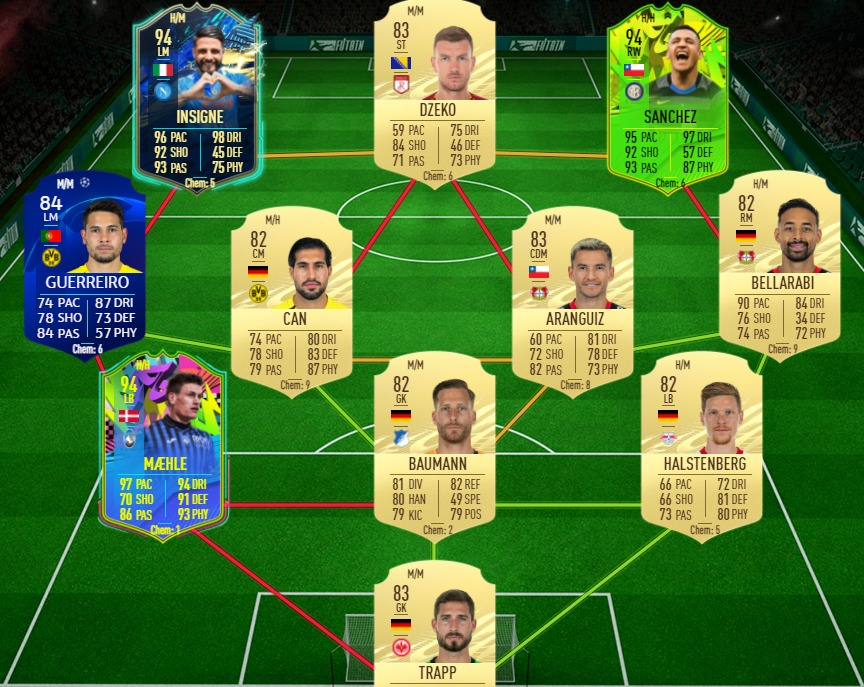 H/M
94
LM
INSIGNE
96 PAC 98 DRI
92 SHO 45 DEF
93 PAS 75 PHY
Chem: 5
M/M
83
ST
DZEKO
59 PAC 75 DRI
84 SHO 46 DEF
71 PAS 73 PHY
Chem: 6
H/H
94
RW
SANCHEZ
95 PAC 97 DRI
92 SHO 57 DEF
93 PAS 87 PHY
Chem: 6
FUTBIN
FUTBIN
M/M
84
LM
GUERREIRO
74 PAC 87 DRI
78 SHO 73 DEF
84 PAS 57 PHY
Chem: 6
M/H
82
CM
CAN
74 PAC 80 DRI
78 SHO 83 DEF
79 PAS 87 PHY
Chem: 9
M/M
83
CDM
ARANGUIZ
60 PAC 81 DRI
72 SHO 78 DEF
82 PAS 73 PHY
Chem: 8
H/M
82
RM
BELLARABI
90 PAC 84 DRI
76 SHO 34 DEF
74 PAS 72 PHY
Chem: 9
H/H
94
LB
MÆHLE
97 PAC 94 DRI
70 SHO 91 DEF
86 PAS 93 PHY
Chem: 1
M/M
82
GK
BAUMANN
81 DIV 82 REF
80 HAN 49 SPE
79 KIC 79 POS
Chem: 2
H/M
82
LB
HALSTENBERG
66 PAC 72 DRI
66 SHO 81 DEF
73 PAS 80 PHY
Chem: 5
M/M
83
GK
TRAPP